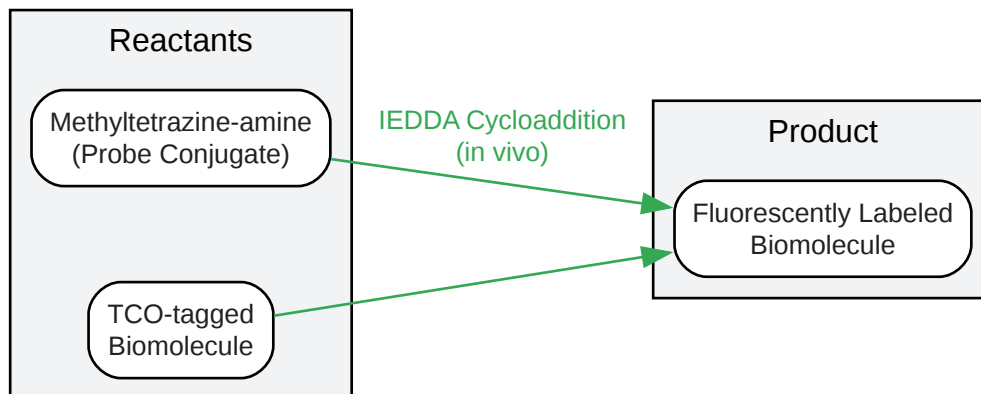 Reactants
Methyltetrazine-amine
(Probe Conjugate)
IEDDA Cycloaddition
(in vivo)
Product
Fluorescently Labeled
Biomolecule
TCO-tagged
Biomolecule